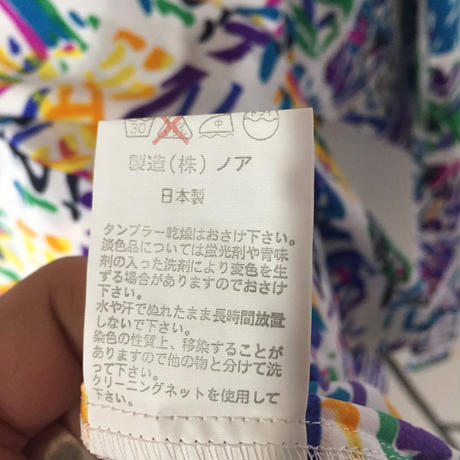 30 中
製造(株)ノア
日本製
タンブラー乾燥はおさけ下さい。
淡色品については蛍光剤や青味
剤の入った洗剤により変色を生
ずる場合がありますのでおさけ
下さい。
水や汗でぬれたまま長時間放置
しないで下さい。
染色の性質上、移染することが
ありますので他の物と分けて洗
って下さい。
クリーニングネットを使用して
下さい。